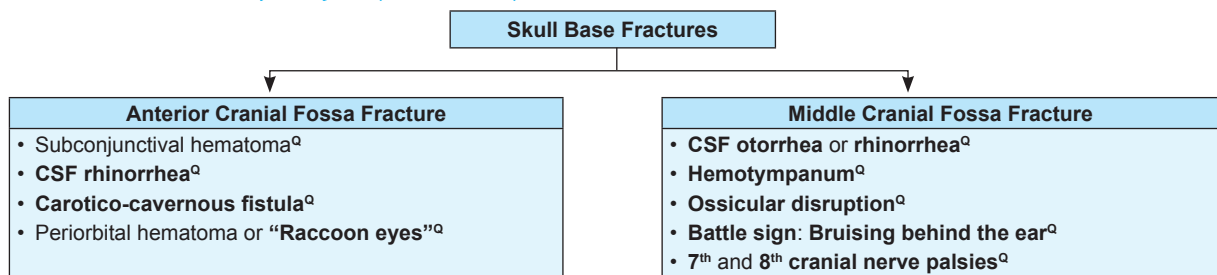 Skull Base Fractures
Anterior Cranial Fossa Fracture
• Subconjunctival hematomaQ
• CSF rhinorrheaQ
• Carotico-cavernous fistulaQ
• Periorbital hematoma or “Raccoon eyes”Q
Middle Cranial Fossa Fracture
• CSF otorrhea or rhinorrheaQ
• HemotympanumQ
• Ossicular disruptionQ
• Battle sign: Bruising behind the earQ
• 7th and 8th cranial nerve palsiesQ